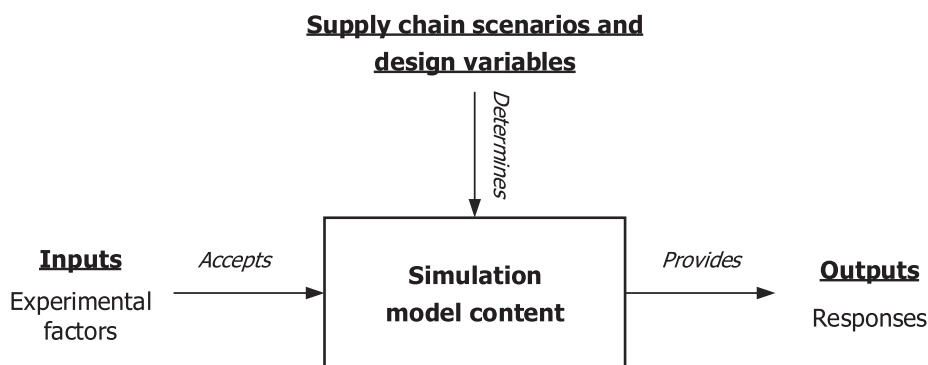 Supply chain scenarios and
design variables
Determines
Inputs
Accepts
Experimental
factors
Simulation
model content
Provides
Outputs
Responses